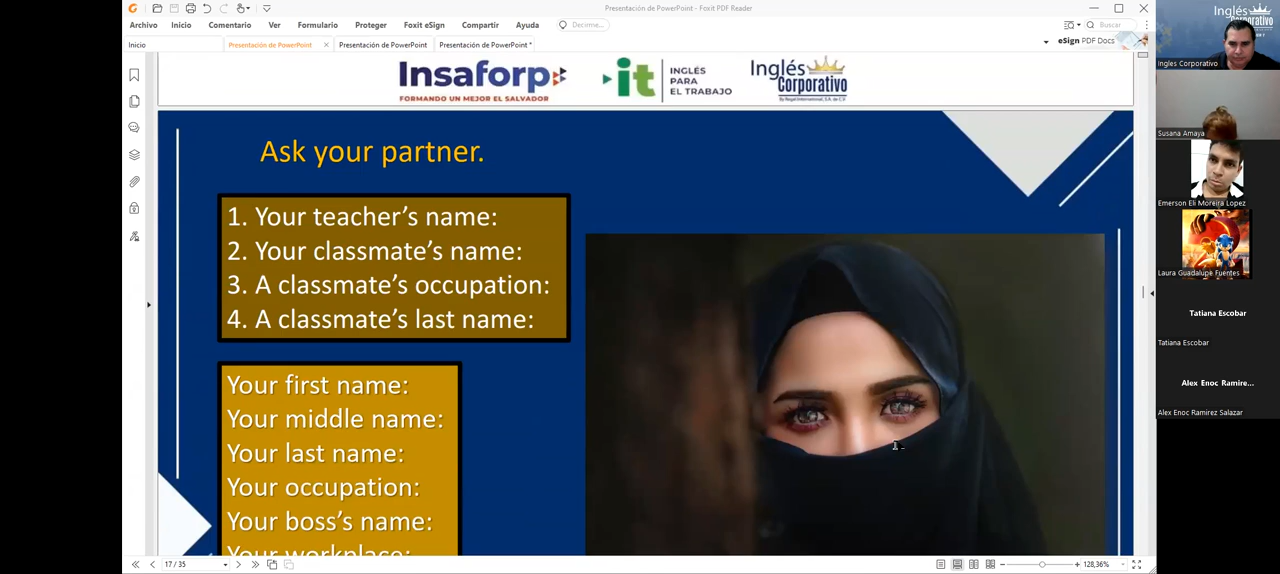 Presentación de PowerPoint - Foxit PDF Reader
Archivo Inicio Comentario Ver Formulario Proteger Foxit eSign Compartir Ayuda Decirme... Buscar
Inicio Presentación de PowerPoint × Presentación de PowerPoint Presentación de PowerPoint * eSign PDF Docs
Insaforp
FORMANDO UN MEJOR EL SALVADOR
it
INGLÉS
PARA
EL TRABAJO
Inglés
Corporativo
Ask your partner.
1. Your teacher's name:
2. Your classmate's name:
3. A classmate's occupation:
4. A classmate's last name:
Your first name:
Your middle name:
Your last name:
Your occupation:
Your boss's name:
Your workplace:
17 / 35
128,36%
Inglés
Corporativo
Ingles Corporativo
Susana Amaya
Emerson Eli Moreira Lopez
Laura Guadalupe Fuentes
Tatiana Escobar
Tatiana Escobar
Alex Enoc Ramire...
Alex Enoc Ramirez Salazar